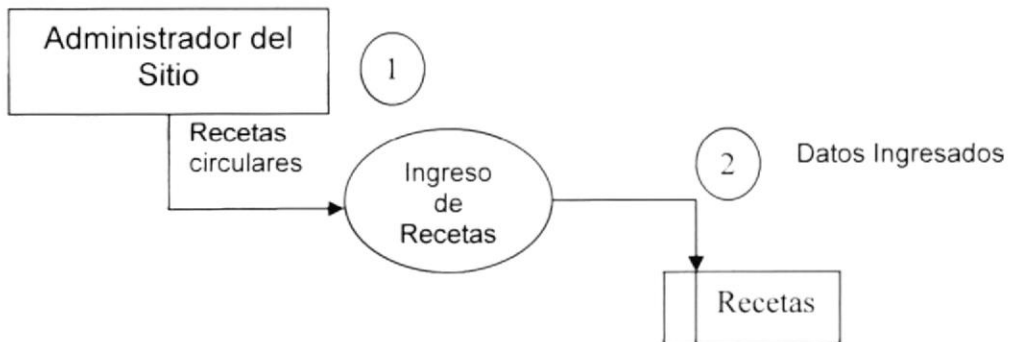 Administrador del
Sitio
1
Recetas
circulares
Ingreso
de
Recetas
2
Datos Ingresados
Recetas